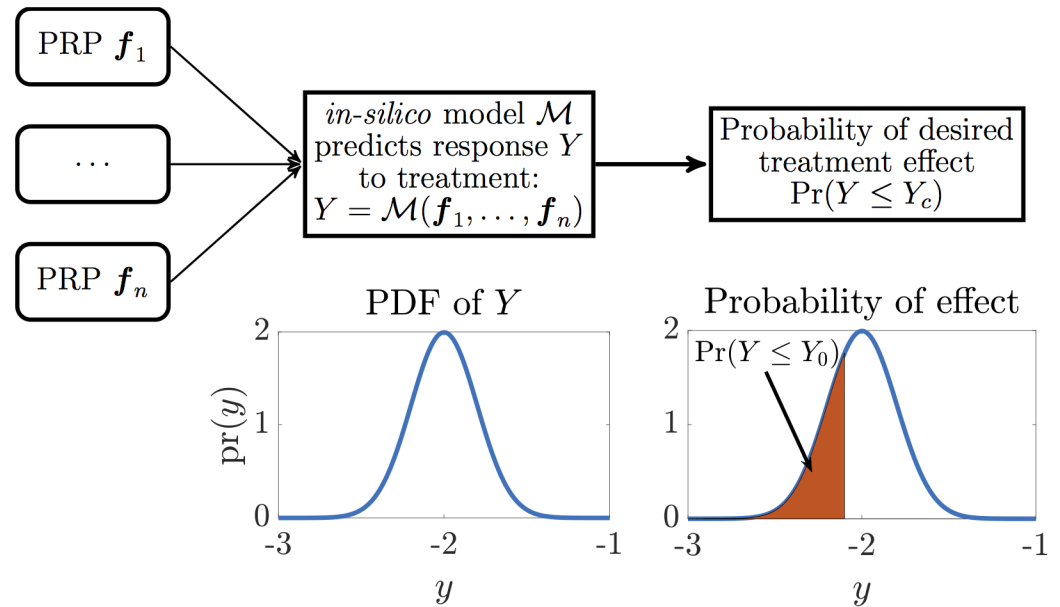 PRP f₁
. . .
PRP fₙ
in-silico model ℳ
predicts response Y
to treatment:
Y = ℳ(f₁, . . . , fₙ)
Probability of desired
treatment effect
Pr(Y ≤ Y_c)
PDF of Y
2
1
0
pr(y)
-3 -2 -1
y
Probability of effect
Pr(Y ≤ Y₀)
2
1
0
-3 -2 -1
y